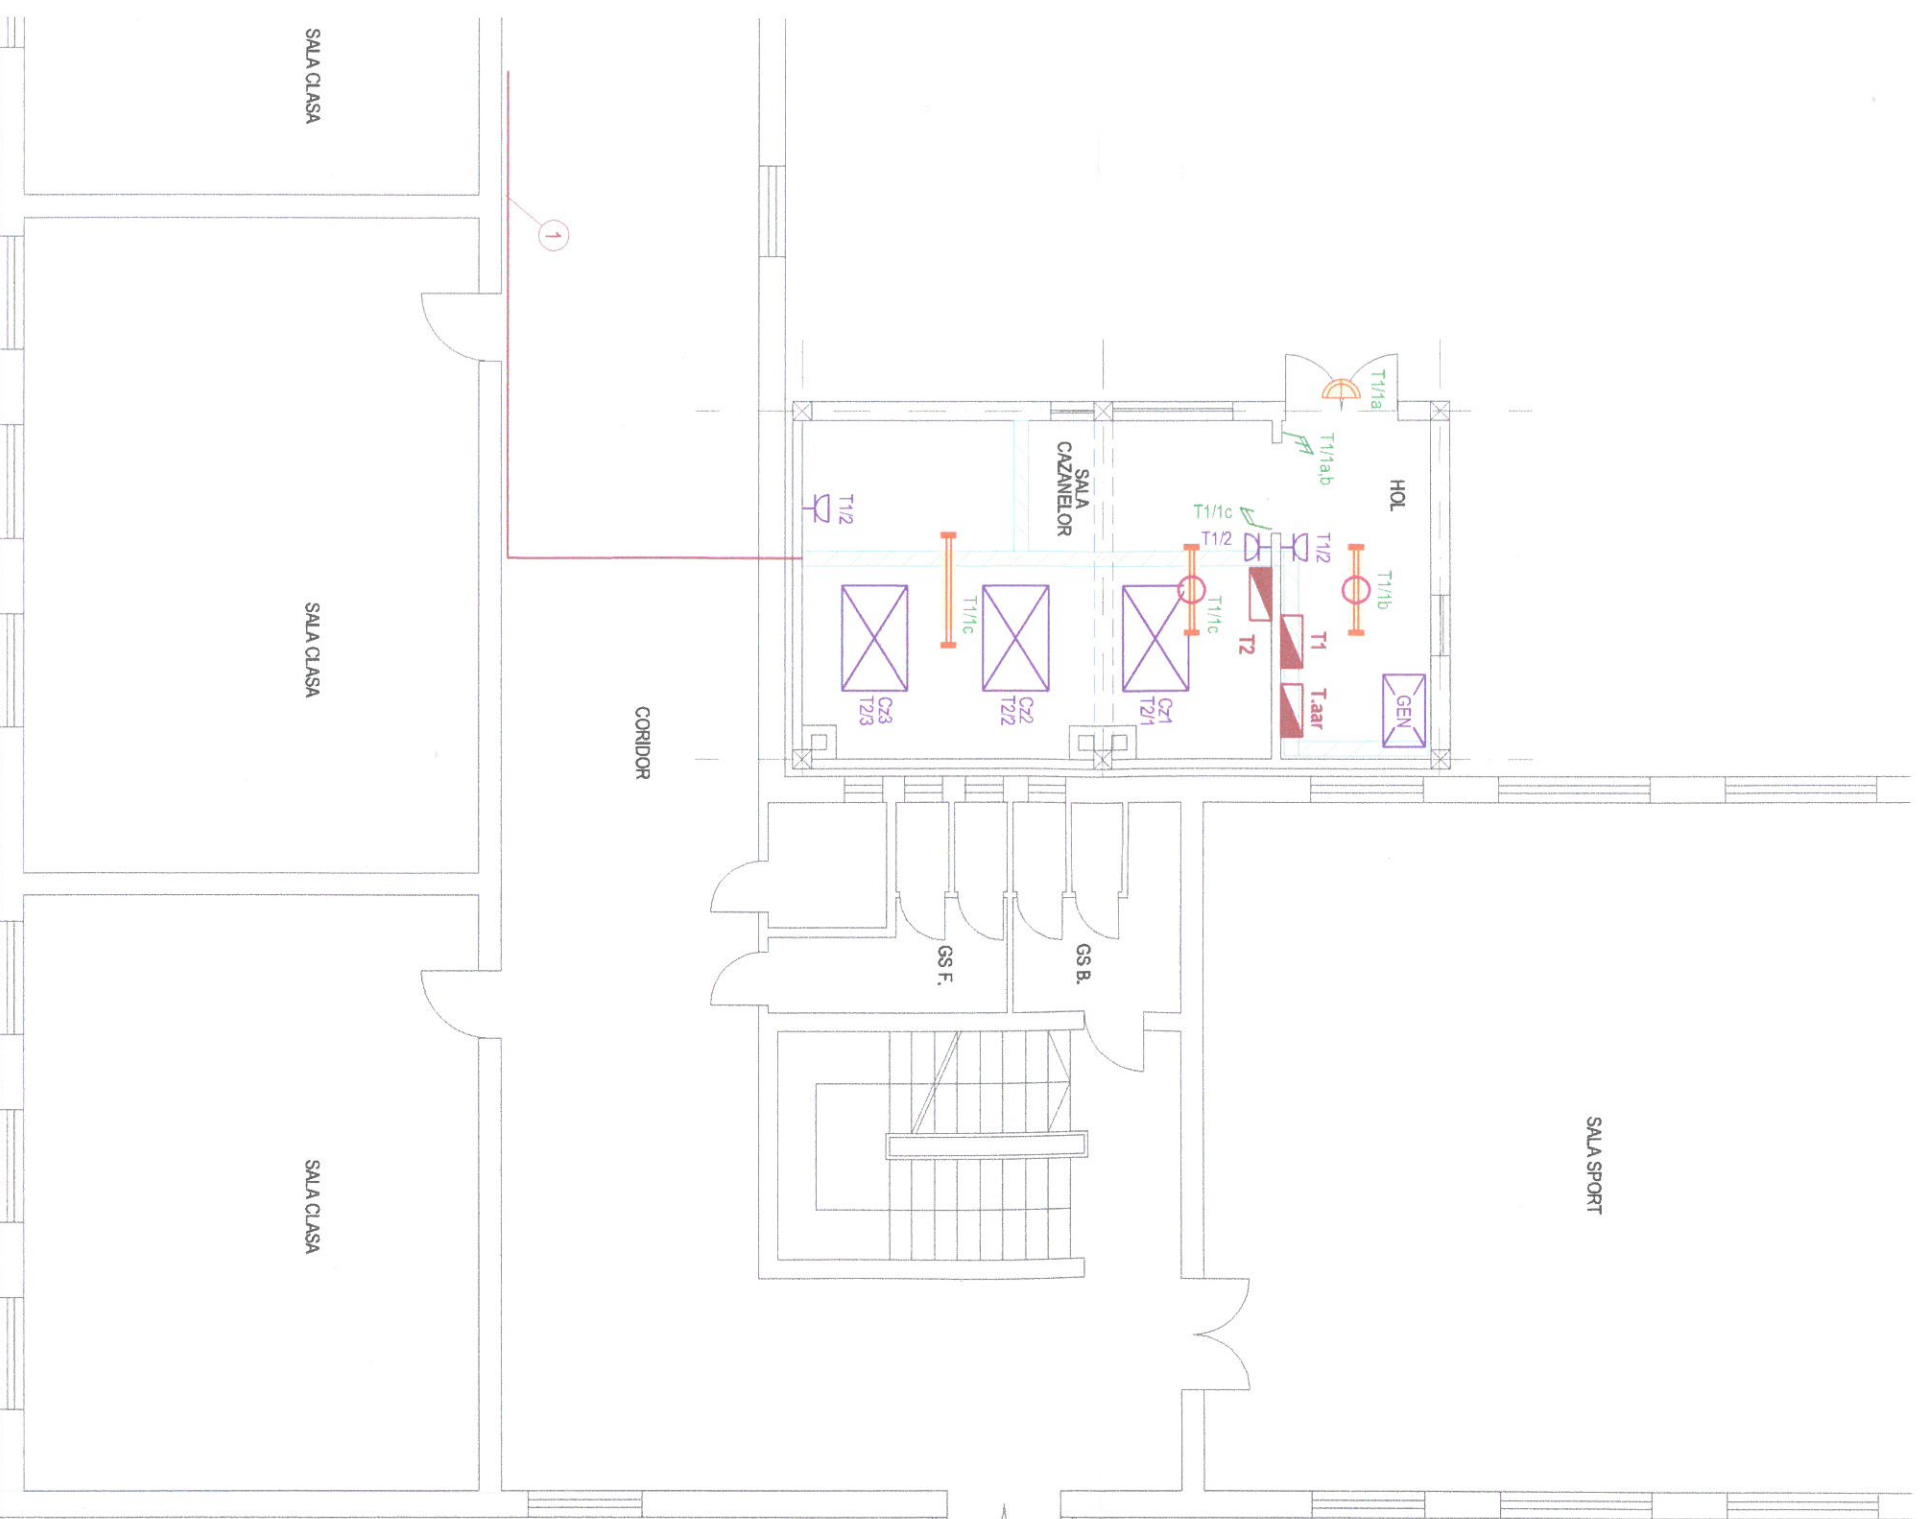 SALA CLASA
1
SALA CLASA
SALA CLASA
CORIDOR
T1/1a
T1/1a,b
HOL
SALA
CAZANELOR
T1/2
T1/1c
T1/2
T1/2
T1/1b
T1/1c
T1/1c
T2
T1
T.aar
GEN
Cz3
T2/3
Cz2
T2/2
Cz1
T2/1
GS F.
GS B.
SALA SPORT